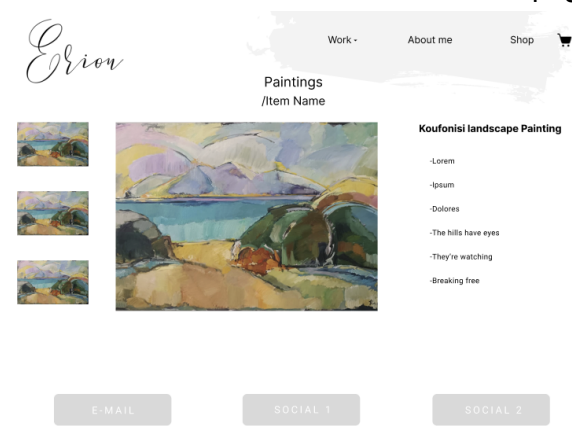 Erion
Work
About me
Shop
Paintings
/Item Name
Koufonisi landscape Painting
-Lorem
-Ipsum
-Dolores
-The hills have eyes
-They're watching
-Breaking free
E-MAIL
SOCIAL 1
SOCIAL 2